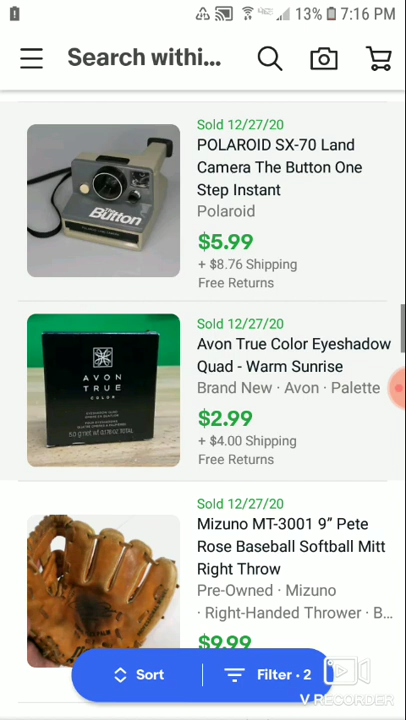 13% 7:16 PM
Search withi...
Sold 12/27/20
POLAROID SX-70 Land
Camera The Button One
Step Instant
Polaroid
$5.99
+ $8.76 Shipping
Free Returns
The
Button
Sold 12/27/20
Avon True Color Eyeshadow
Quad - Warm Sunrise
Brand New · Avon · Palette
$2.99
+ $4.00 Shipping
Free Returns
AVON
TRUE
COLOR
Sold 12/27/20
Mizuno MT-3001 9” Pete
Rose Baseball Softball Mitt
Right Throw
Pre-Owned · Mizuno
· Right-Handed Thrower · B...
$9.99
Sort
Filter · 2
V RECORDER